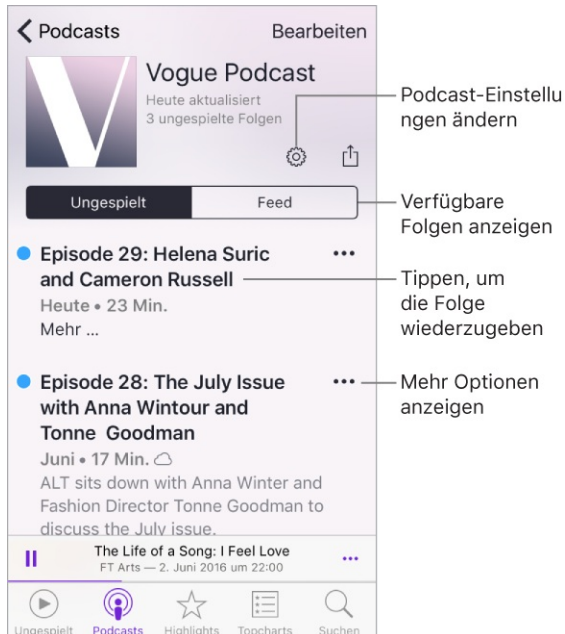 Podcasts
Bearbeiten
Vogue Podcast
Heute aktualisiert
3 ungespielte Folgen
Podcast-Einstellu
ngen ändern
Ungespielt
Feed
Verfügbare
Folgen anzeigen
Episode 29: Helena Suric
and Cameron Russell
Heute • 23 Min.
Mehr ...
Tippen, um
die Folge
wiederzugeben
Episode 28: The July Issue
with Anna Wintour and
Tonne Goodman
Juni • 17 Min.
ALT sits down with Anna Winter and
Fashion Director Tonne Goodman to
discuss the July issue.
Mehr Optionen
anzeigen
The Life of a Song: I Feel Love
FT Arts — 2. Juni 2016 um 22:00
Ungespielt
Podcasts
Highlights
Topcharts
Suchen